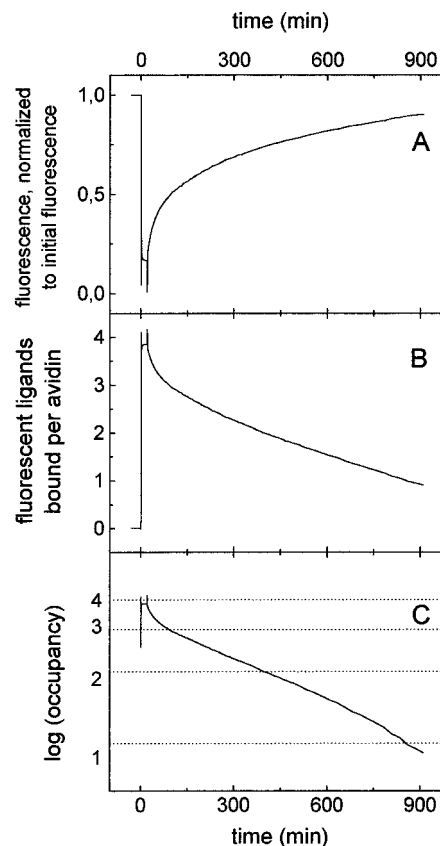 time (min)
0 300 600 900
fluorescence, normalized
to initial fluorescence
1,0
0,5
0,0
A
fluorescent ligands
bound per avidin
4
3
2
1
0
B
log (occupancy)
4
3
2
1
C
0 300 600 900
time (min)